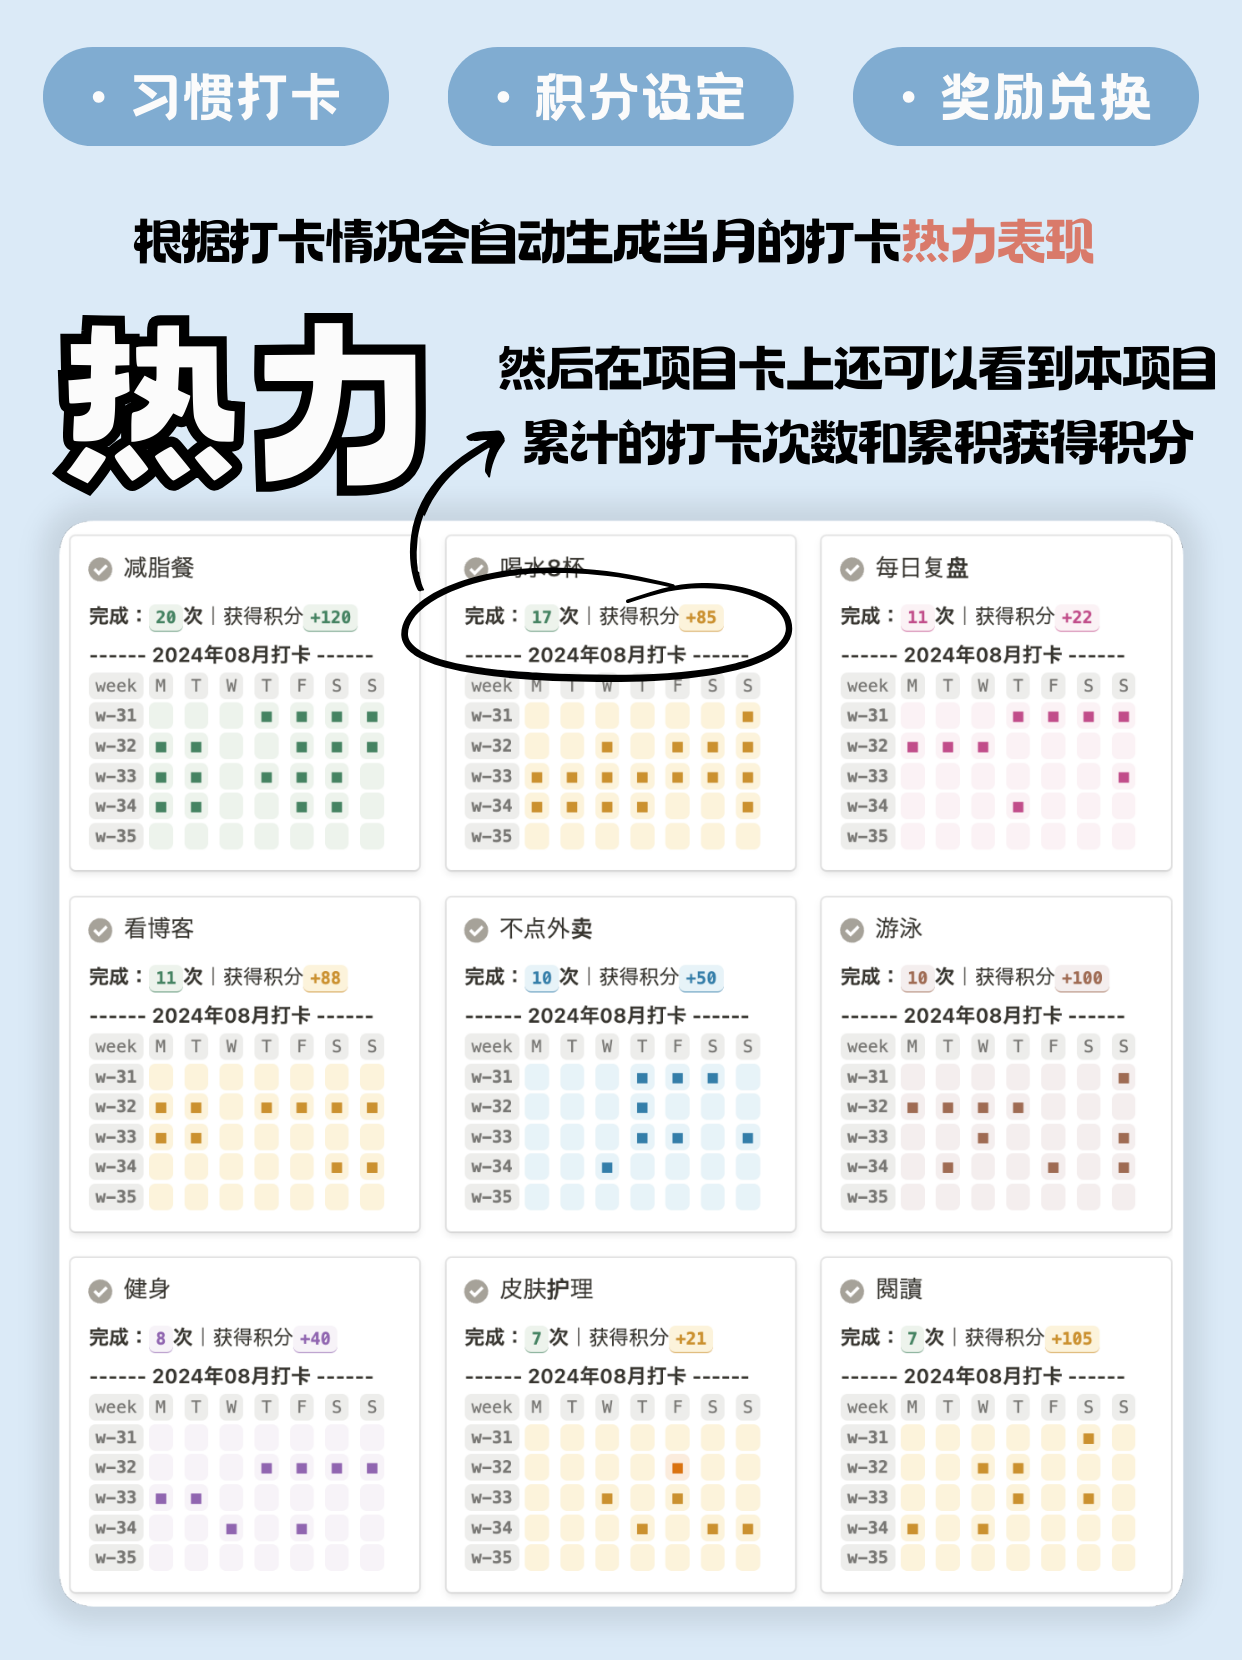 • 习惯打卡
• 积分设定
• 奖励兑换
根据打卡情况会自动生成当月的打卡热力表现
热力
然后在项目卡上还可以看到本项目
累计的打卡次数和累积获得积分
减脂餐
完成：20次｜获得积分+120
------ 2024年08月打卡 ------
week M T W T F S S
w-31
w-32
w-33
w-34
w-35
喝水8杯
完成：17次｜获得积分+85
------ 2024年08月打卡 ------
week M T W T F S S
w-31
w-32
w-33
w-34
w-35
每日复盘
完成：11次｜获得积分+22
------ 2024年08月打卡 ------
week M T W T F S S
w-31
w-32
w-33
w-34
w-35
看博客
完成：11次｜获得积分+88
------ 2024年08月打卡 ------
week M T W T F S S
w-31
w-32
w-33
w-34
w-35
不点外卖
完成：10次｜获得积分+50
------ 2024年08月打卡 ------
week M T W T F S S
w-31
w-32
w-33
w-34
w-35
游泳
完成：10次｜获得积分+100
------ 2024年08月打卡 ------
week M T W T F S S
w-31
w-32
w-33
w-34
w-35
健身
完成：8次｜获得积分+40
------ 2024年08月打卡 ------
week M T W T F S S
w-31
w-32
w-33
w-34
w-35
皮肤护理
完成：7次｜获得积分+21
------ 2024年08月打卡 ------
week M T W T F S S
w-31
w-32
w-33
w-34
w-35
閱讀
完成：7次｜获得积分+105
------ 2024年08月打卡 ------
week M T W T F S S
w-31
w-32
w-33
w-34
w-35